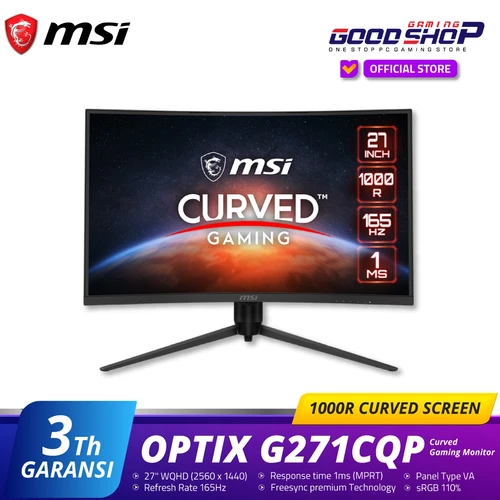 msi
GAMING
GOODSHOP
ONE STOP PC GAMING STORE
OFFICIAL STORE
msi
CURVED™
GAMING
27
INCH
1000
R
165
HZ
1
MS
msi
1000R CURVED SCREEN
3Th
GARANSI
OPTIX G271CQP
Curved
Gaming Monitor
• 27" WQHD (2560 x 1440)
• Refresh Rate 165Hz
• Response time 1ms (MPRT)
• Freesync premium Technology
• Panel Type VA
• sRGB 110%